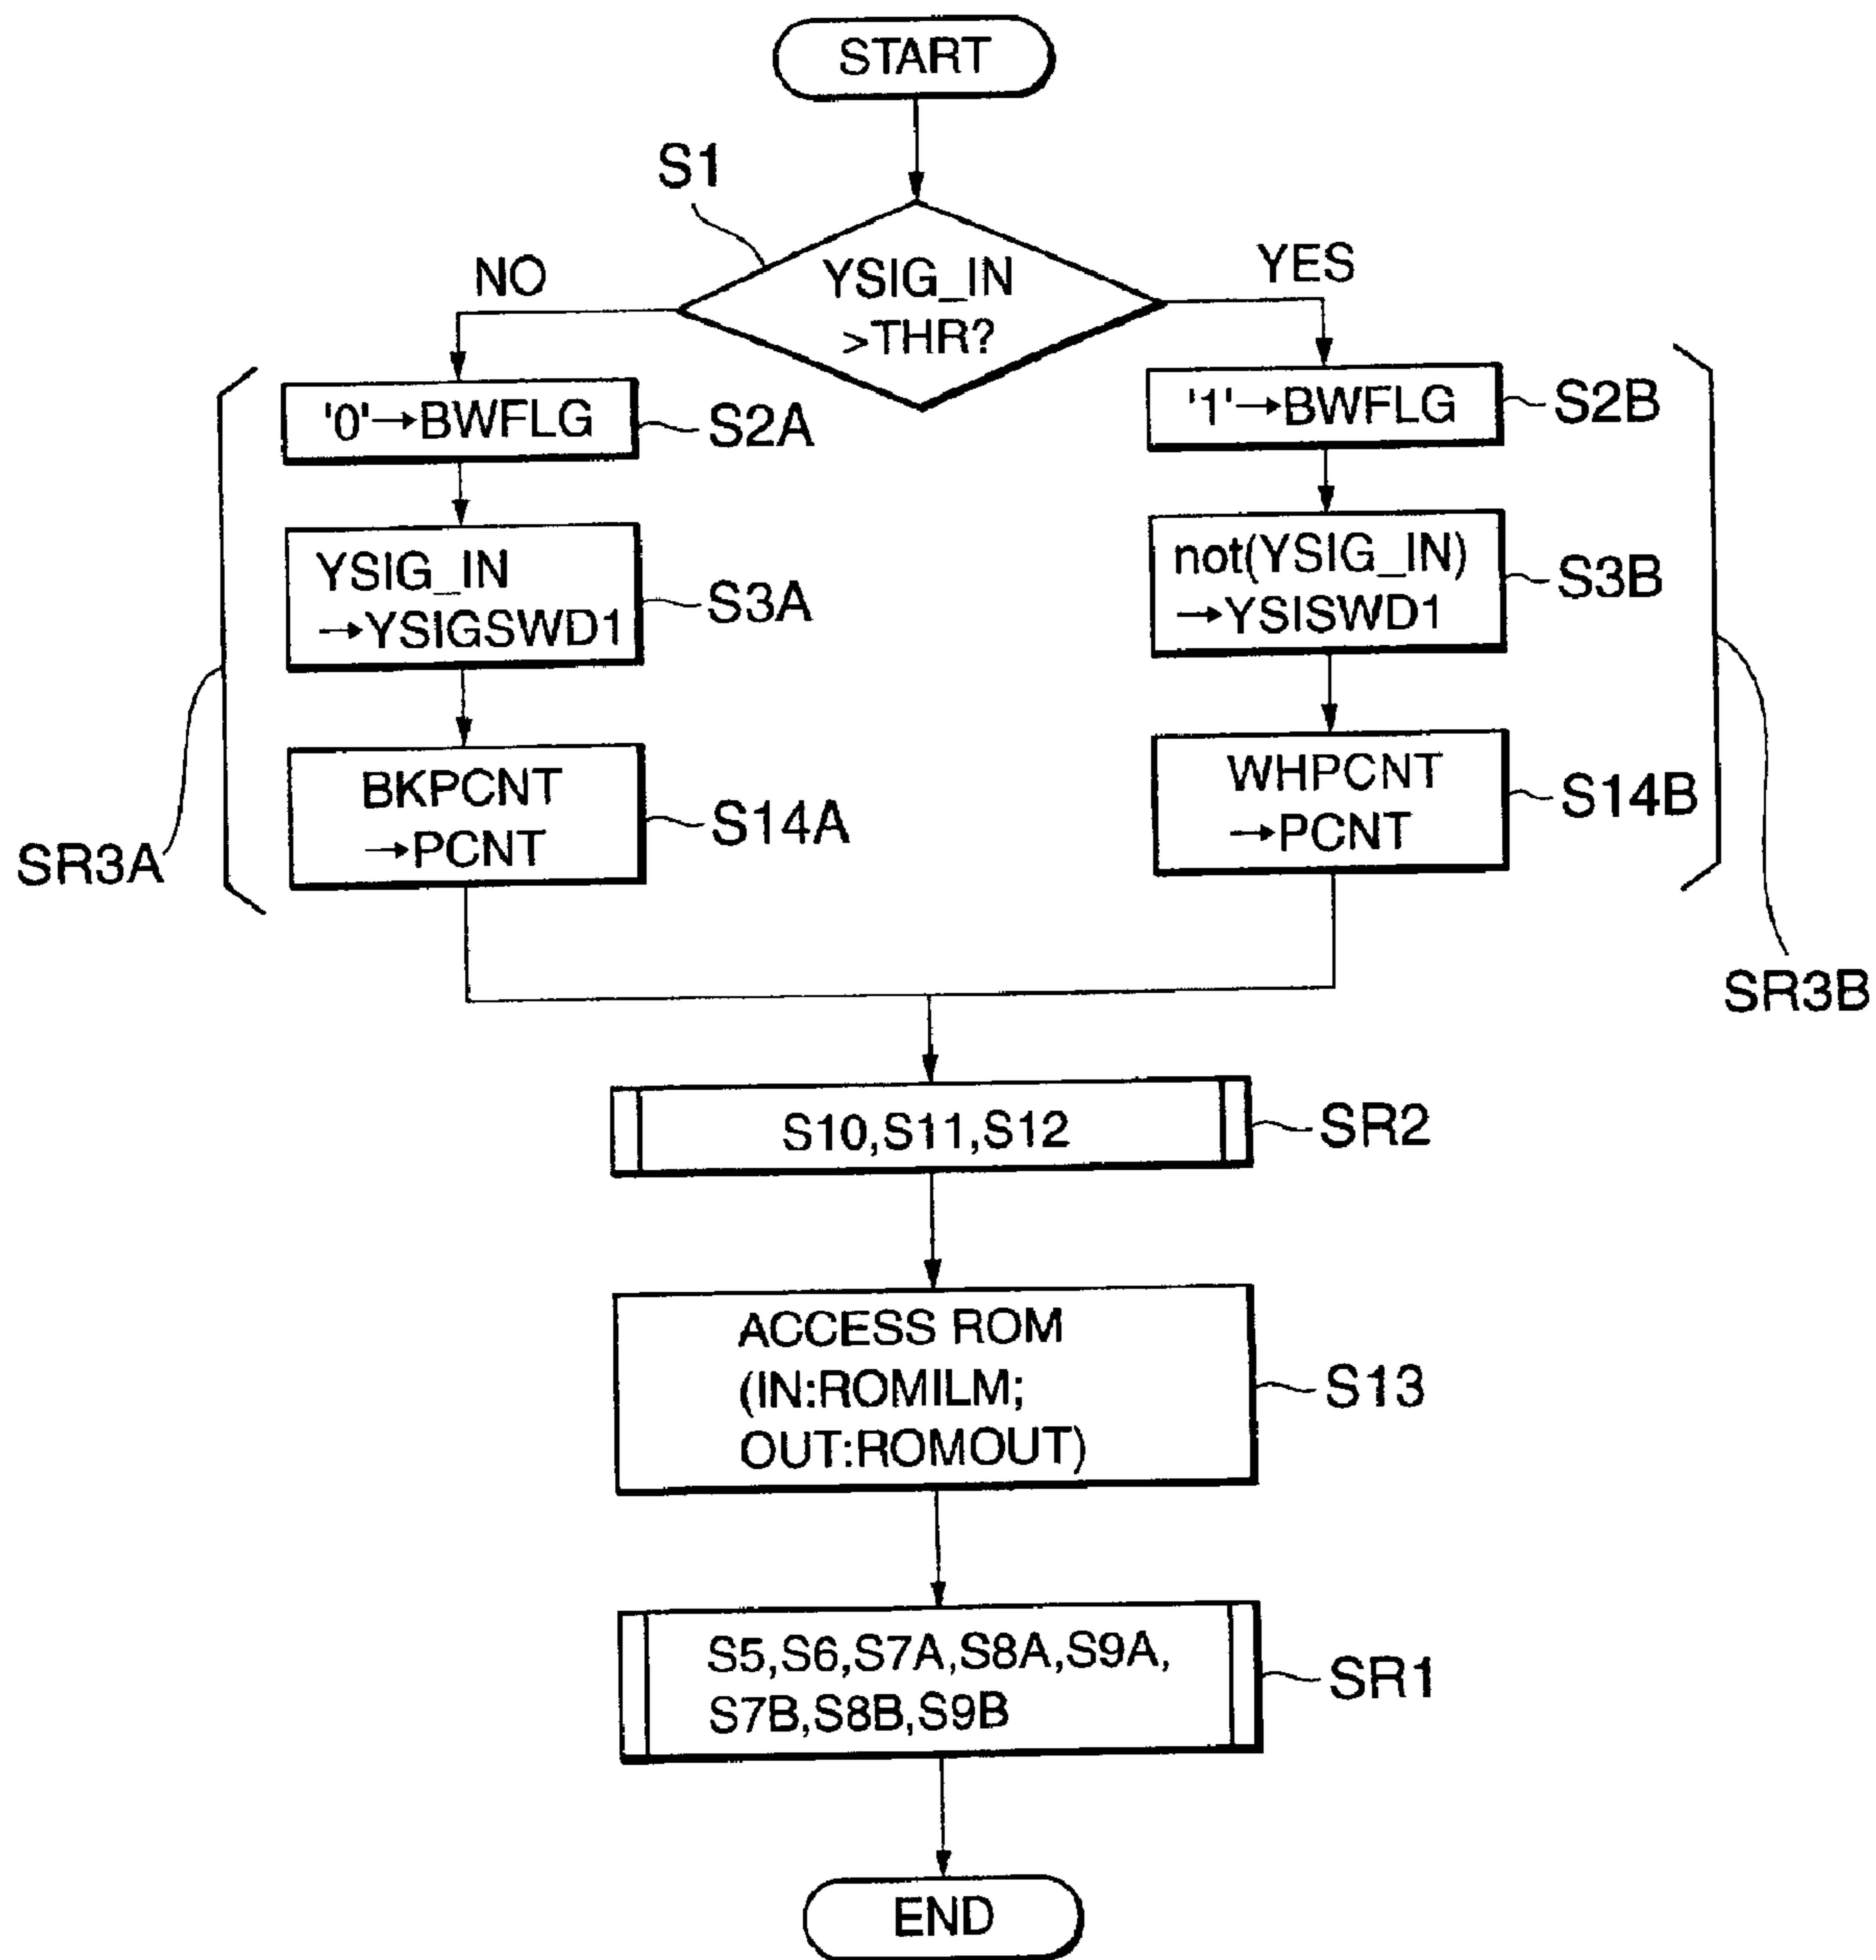 START
S1
NO
YES
YSIG_IN
>THR?
'0'→BWFLG
S2A
'1'→BWFLG
S2B
YSIG_IN
→YSIGSWD1
S3A
not(YSIG_IN)
→YSISWD1
S3B
BKPCNT
→PCNT
S14A
WHPCNT
→PCNT
S14B
SR3A
SR3B
S10,S11,S12
SR2
ACCESS ROM
(IN:ROMILM;
OUT:ROMOUT)
S13
S5,S6,S7A,S8A,S9A,
S7B,S8B,S9B
SR1
END